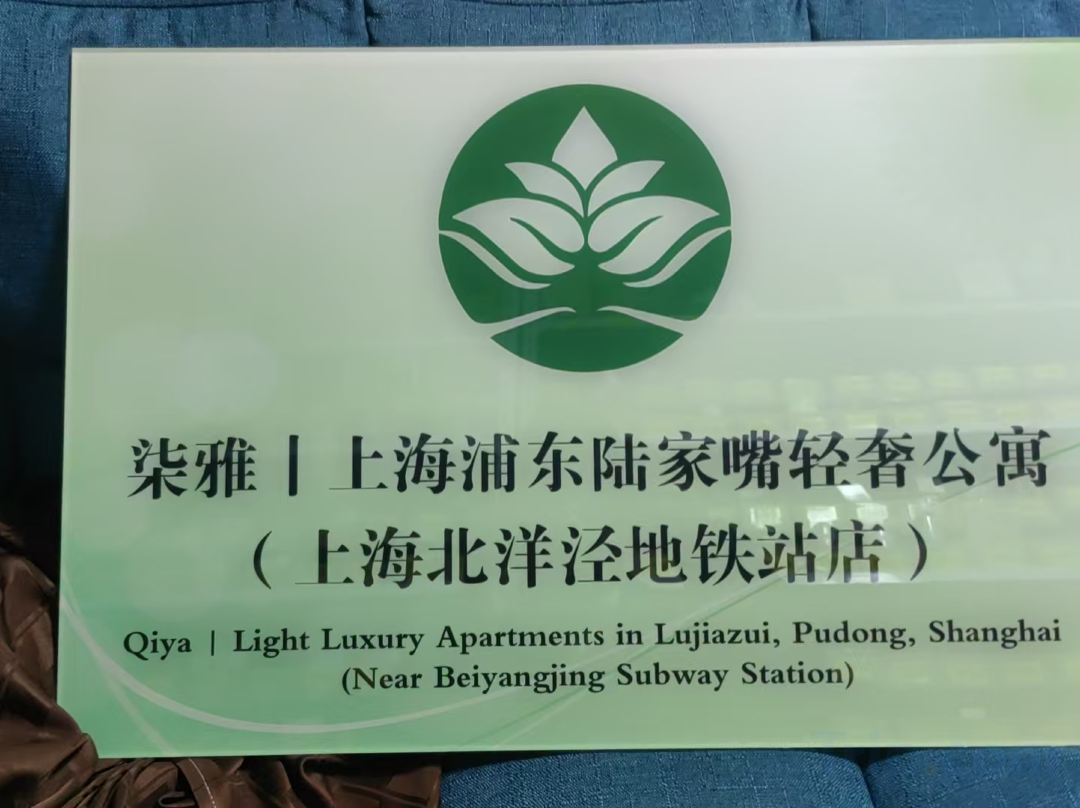 柒雅丨上海浦东陆家嘴轻奢公寓
（上海北洋泾地铁站店）
Qiya | Light Luxury Apartments in Lujiazui, Pudong, Shanghai
(Near Beiyangjing Subway Station)